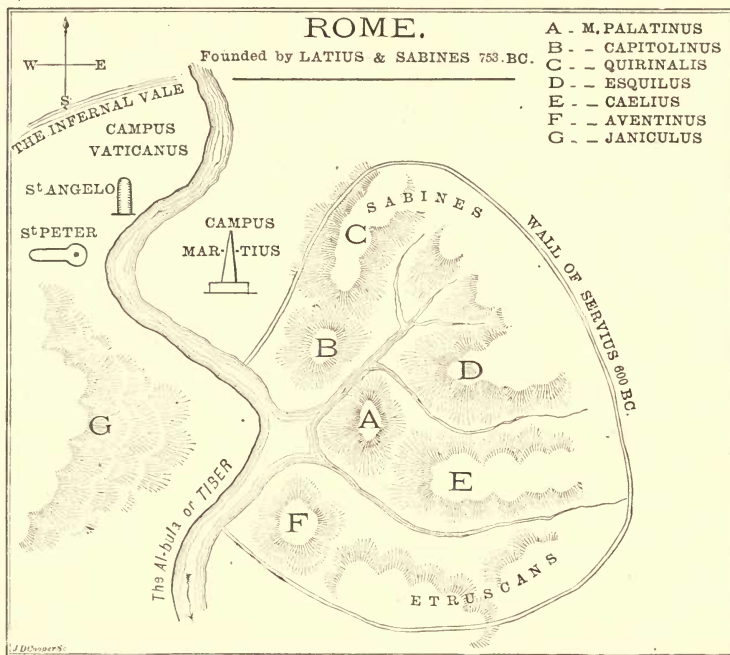 ROME.
Founded by LATIUS & SABINES 753. BC.
A - M. PALATINUS
B - - CAPITOLINUS
C - - QUIRINALIS
D - - ESQUILUS
E - - CAELIUS
F - - AVENTINUS
G - - JANICULUS
W E
S
THE INFERNAL VALE
CAMPUS
VATICANUS
St ANGELO
St PETER
CAMPUS
MAR-TIUS
SABINES
WALL OF SERVIUS 600 BC.
C
B
D
A
G
E
F
The Al-bula or TIBER
ETRUSCANS
J D Cooper Sc